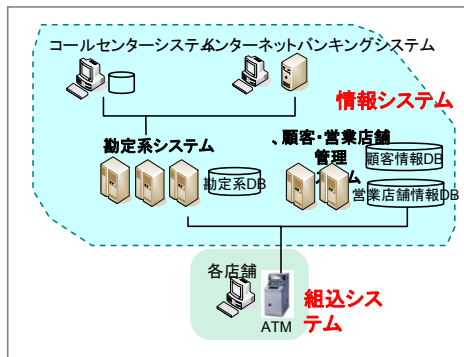 コールセンターシステム
インターネットバンキングシステム
情報システム
勘定系システム
、顧客・営業店舗
管理
システム
顧客情報DB
勘定系DB
営業店舗情報DB
各店舗
ATM
組込シス
テム